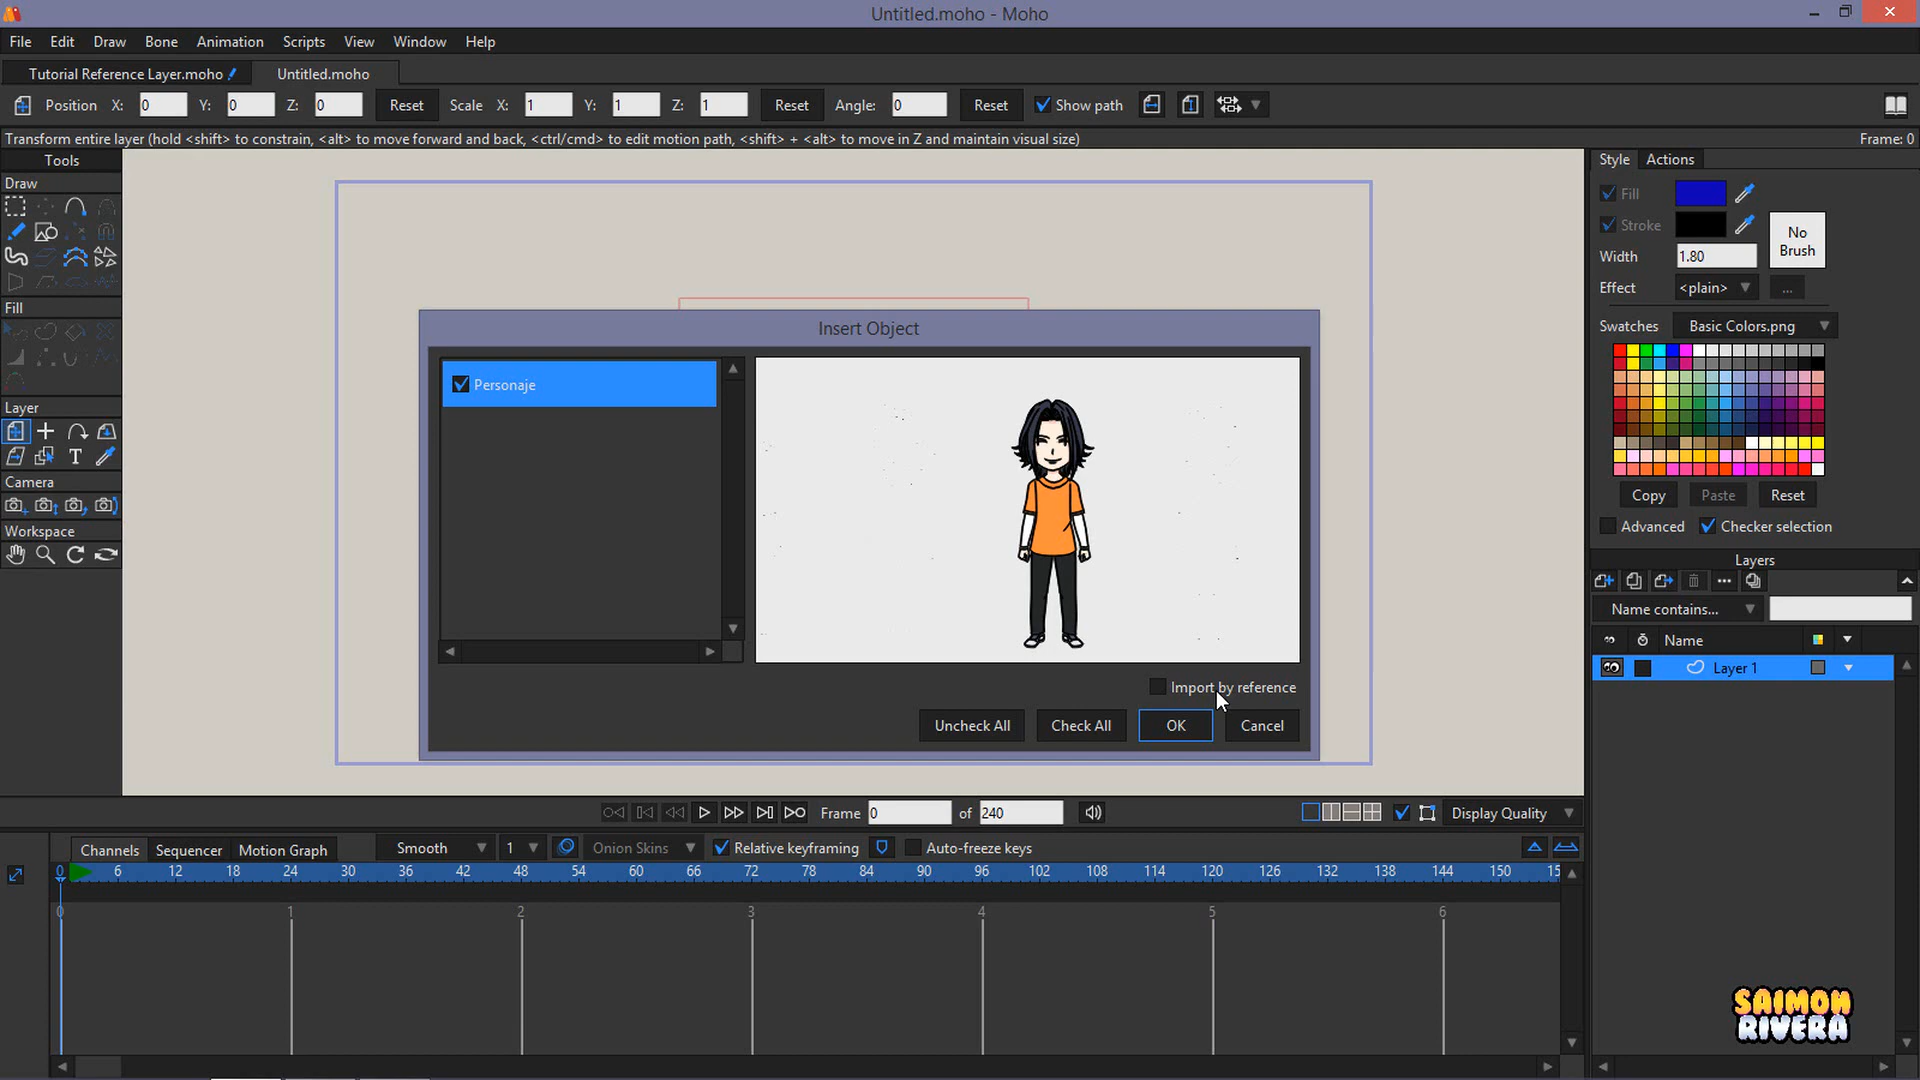 Untitled.moho - Moho
File Edit Draw Bone Animation Scripts View Window Help
Tutorial Reference Layer.moho Untitled.moho
Position X: 0 Y: 0 Z: 0 Reset Scale X: 1 Y: 1 Z: 1 Reset Angle: 0 Reset Show path
Transform entire layer (hold <shift> to constrain, <alt> to move forward and back, <ctrl/cmd> to edit motion path, <shift> + <alt> to move in Z and maintain visual size) Frame: 0
Tools
Draw
Fill
Layer
T
Camera
Workspace
Insert Object
Personaje
Import by reference
Uncheck All Check All OK Cancel
Style Actions
Fill
Stroke
No Brush
Width 1.80
Effect <plain> ...
Swatches Basic Colors.png
Copy Paste Reset
Advanced Checker selection
Layers
Name contains...
Name
Layer 1
Frame 0 of 240 Display Quality
Channels Sequencer Motion Graph Smooth 1 Onion Skins Relative keyframing Auto-freeze keys
0 6 12 18 24 30 36 42 48 54 60 66 72 78 84 90 96 102 108 114 120 126 132 138 144 150 15
0 1 2 3 4 5 6
SAIMON
RIVERA